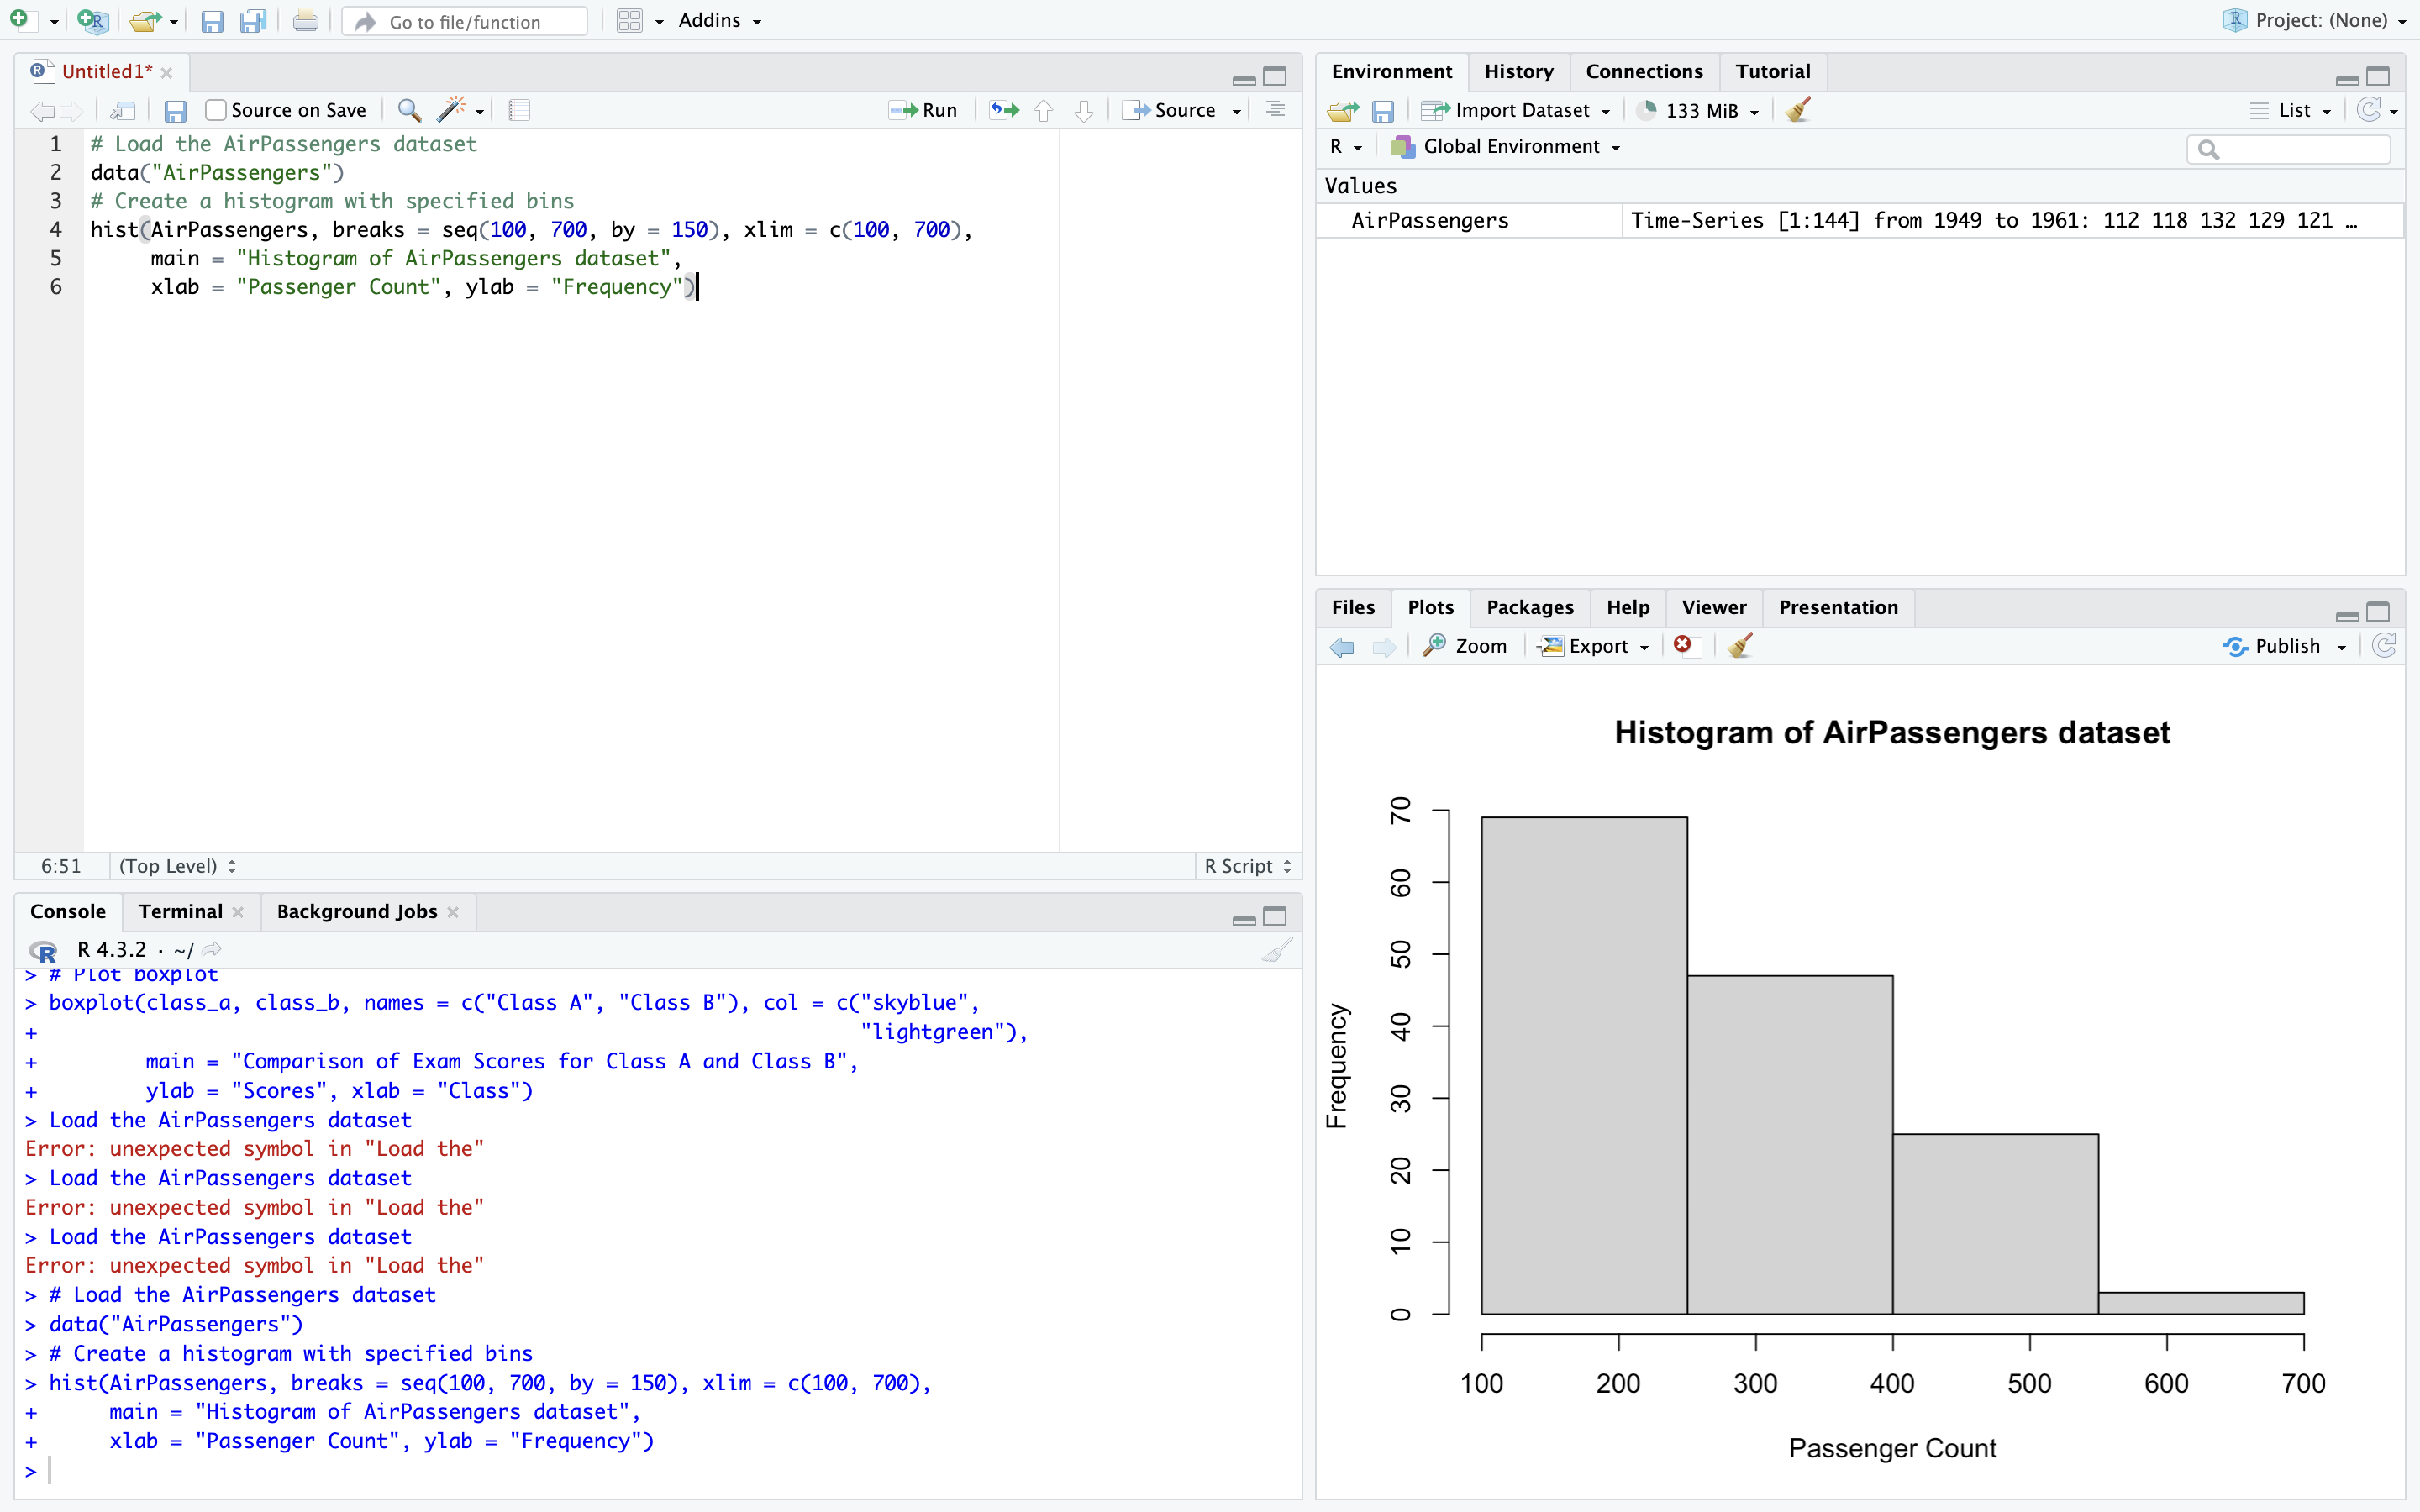 Go to file/function
Addins
Project: (None)
Untitled1*
Source on Save
Run
Source
1 # Load the AirPassengers dataset
2 data("AirPassengers")
3 # Create a histogram with specified bins
4 hist(AirPassengers, breaks = seq(100, 700, by = 150), xlim = c(100, 700),
5 main = "Histogram of AirPassengers dataset",
6 xlab = "Passenger Count", ylab = "Frequency")
6:51 (Top Level) R Script
Console Terminal Background Jobs
R 4.3.2 · ~/
> # Plot boxplot
> boxplot(class_a, class_b, names = c("Class A", "Class B"), col = c("skyblue",
+ "lightgreen"),
+ main = "Comparison of Exam Scores for Class A and Class B",
+ ylab = "Scores", xlab = "Class")
> Load the AirPassengers dataset
Error: unexpected symbol in "Load the"
> Load the AirPassengers dataset
Error: unexpected symbol in "Load the"
> Load the AirPassengers dataset
Error: unexpected symbol in "Load the"
> # Load the AirPassengers dataset
> data("AirPassengers")
> # Create a histogram with specified bins
> hist(AirPassengers, breaks = seq(100, 700, by = 150), xlim = c(100, 700),
+ main = "Histogram of AirPassengers dataset",
+ xlab = "Passenger Count", ylab = "Frequency")
>
Environment History Connections Tutorial
Import Dataset 133 MiB List
R Global Environment
Values
AirPassengers Time-Series [1:144] from 1949 to 1961: 112 118 132 129 121 …
Files Plots Packages Help Viewer Presentation
Zoom Export Publish
Histogram of AirPassengers dataset
Frequency
70
60
50
40
30
20
10
0
100 200 300 400 500 600 700
Passenger Count